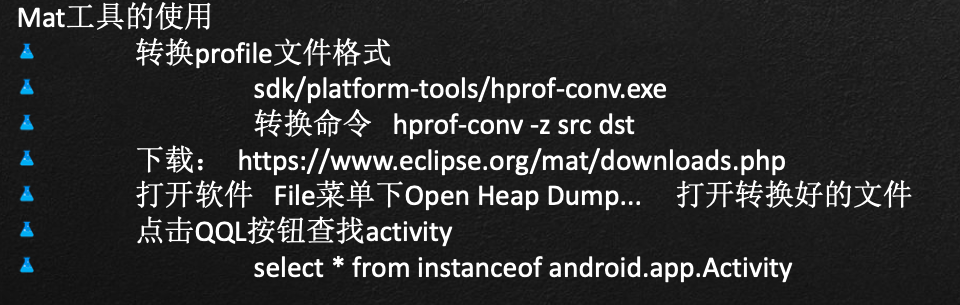 Mat工具的使用
转换profile文件格式
sdk/platform-tools/hprof-conv.exe
转换命令 hprof-conv -z src dst
下载： https://www.eclipse.org/mat/downloads.php
打开软件 File菜单下Open Heap Dump... 打开转换好的文件
点击QQL按钮查找activity
select * from instanceof android.app.Activity